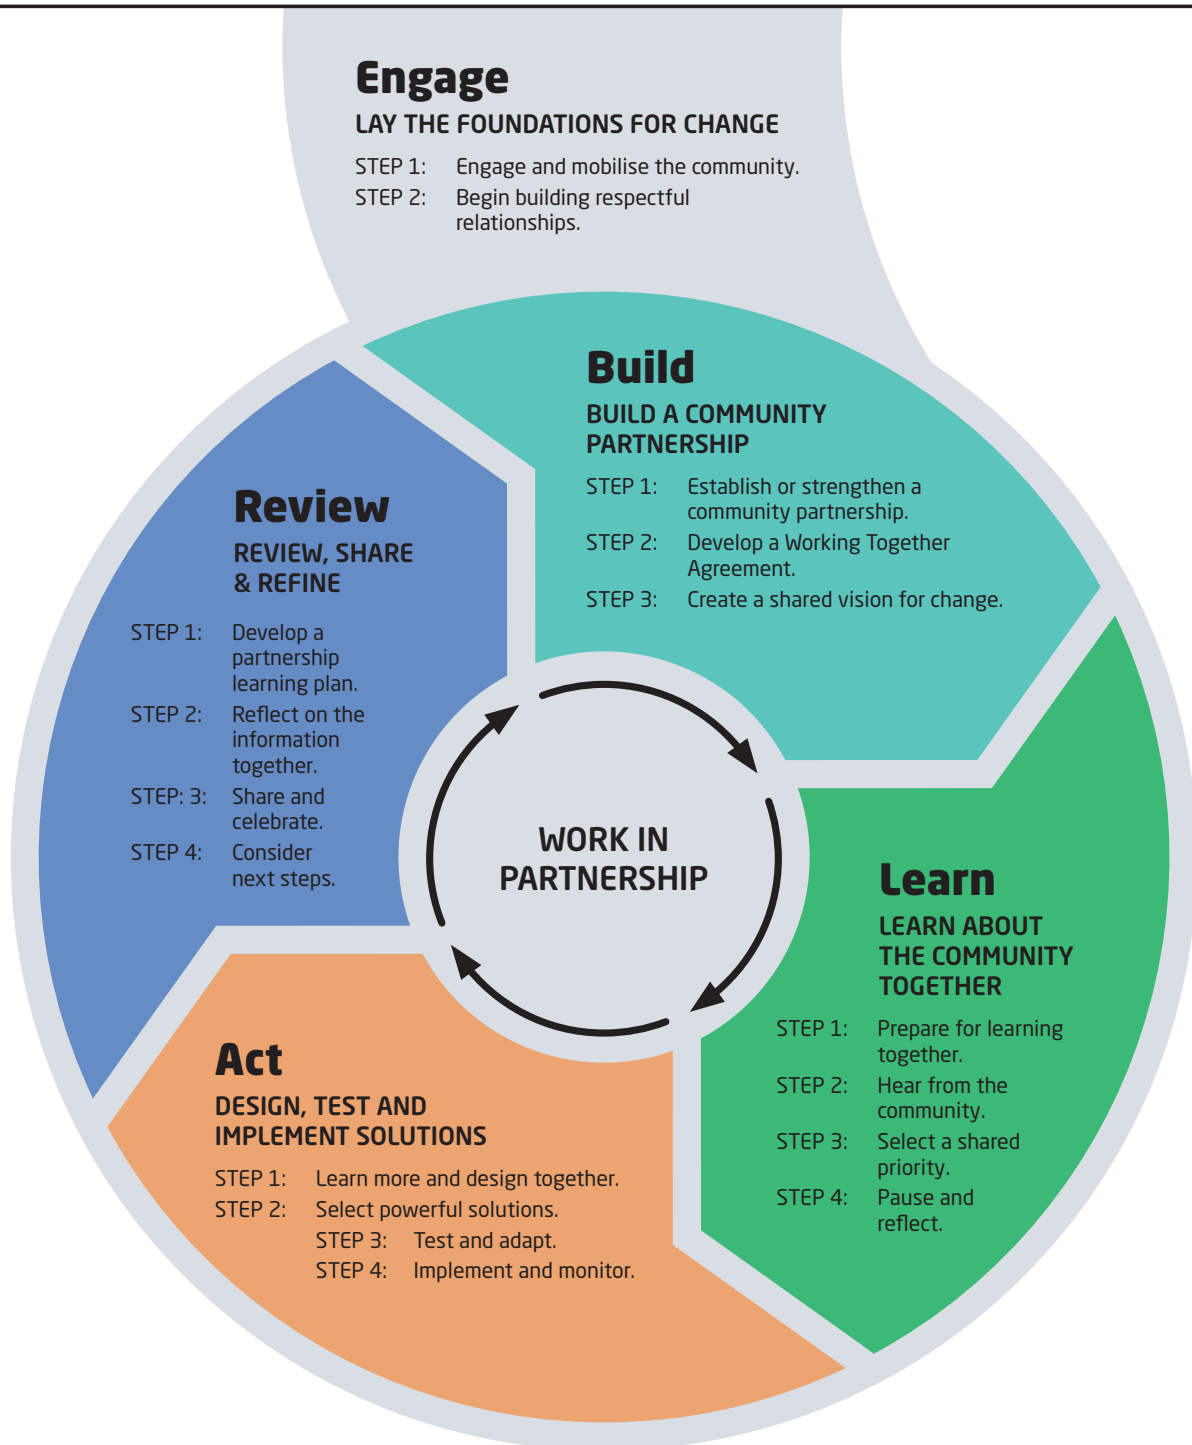 Engage
LAY THE FOUNDATIONS FOR CHANGE
STEP 1: Engage and mobilise the community.
STEP 2: Begin building respectful
relationships.
Build
BUILD A COMMUNITY
PARTNERSHIP
STEP 1: Establish or strengthen a
community partnership.
STEP 2: Develop a Working Together
Agreement.
STEP 3: Create a shared vision for change.
Learn
LEARN ABOUT
THE COMMUNITY
TOGETHER
STEP 1: Prepare for learning
together.
STEP 2: Hear from the
community.
STEP 3: Select a shared
priority.
STEP 4: Pause and
reflect.
Act
DESIGN, TEST AND
IMPLEMENT SOLUTIONS
STEP 1: Learn more and design together.
STEP 2: Select powerful solutions.
STEP 3: Test and adapt.
STEP 4: Implement and monitor.
Review
REVIEW, SHARE
& REFINE
STEP 1: Develop a
partnership
learning plan.
STEP 2: Reflect on the
information
together.
STEP: 3: Share and
celebrate.
STEP 4: Consider
next steps.
WORK IN
PARTNERSHIP